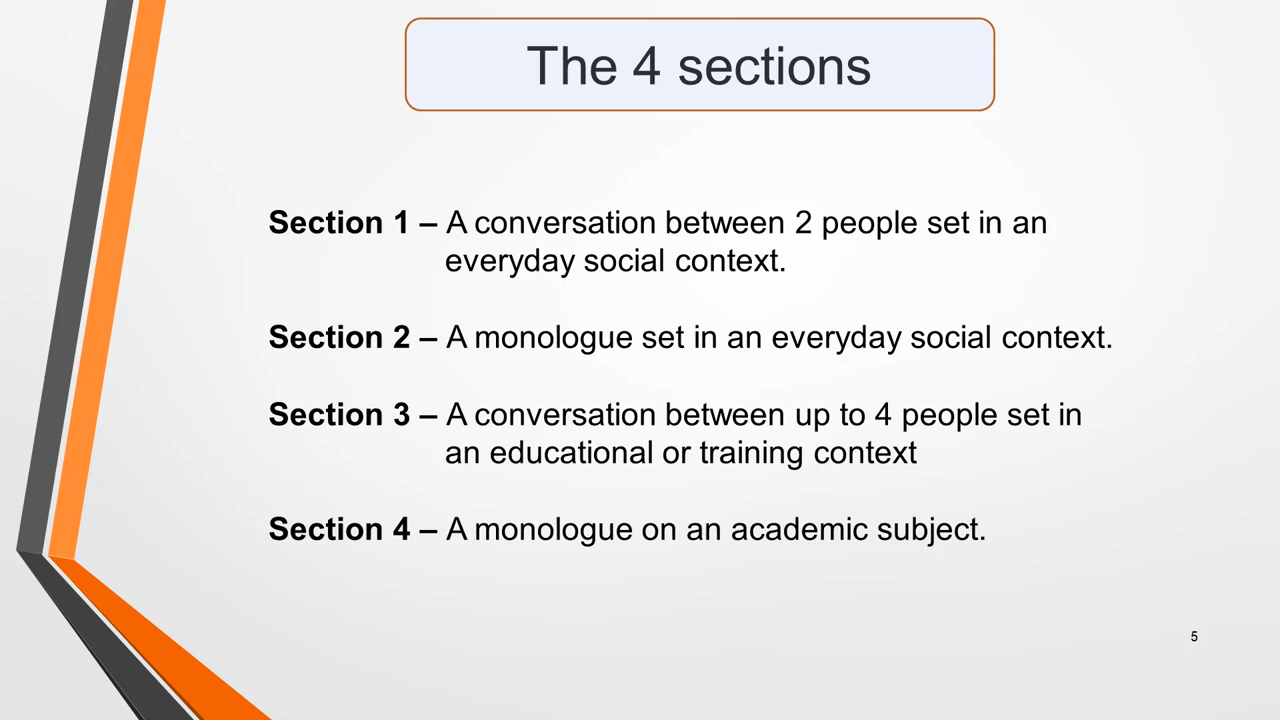 The 4 sections
Section 1 – A conversation between 2 people set in an
everyday social context.
Section 2 – A monologue set in an everyday social context.
Section 3 – A conversation between up to 4 people set in
an educational or training context
Section 4 – A monologue on an academic subject.
5